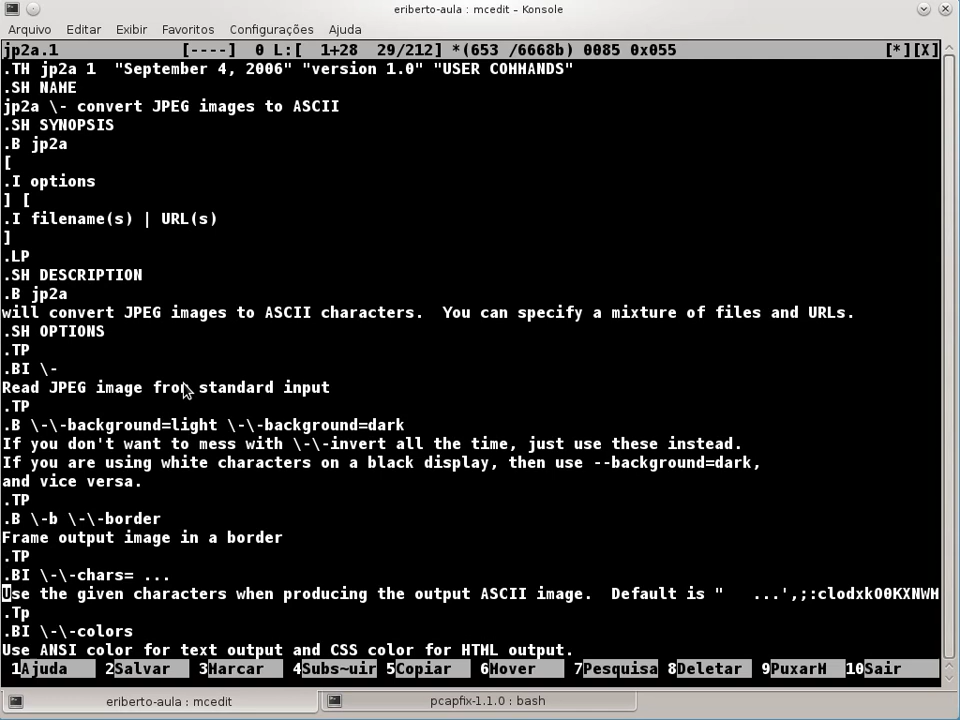 eriberto-aula : mcedit – Konsole
Arquivo Editar Exibir Favoritos Configurações Ajuda
jp2a.1 [----] 0 L:[ 1+28 29/212] *(653 /6668b) 0085 0x055 [*][X]
.TH jp2a 1 "September 4, 2006" "version 1.0" "USER COMMANDS"
.SH NAME
jp2a \- convert JPEG images to ASCII
.SH SYNOPSIS
.B jp2a
[
.I options
] [
.I filename(s) | URL(s)
]
.LP
.SH DESCRIPTION
.B jp2a
will convert JPEG images to ASCII characters.  You can specify a mixture of files and URLs.
.SH OPTIONS
.TP
.BI \-
Read JPEG image from standard input
.TP
.B \-\-background=light \-\-background=dark
If you don't want to mess with \-\-invert all the time, just use these instead.
If you are using white characters on a black display, then use --background=dark,
and vice versa.
.TP
.B \-b \-\-border
Frame output image in a border
.TP
.BI \-\-chars= ...
Use the given characters when producing the output ASCII image.  Default is "   ...',;:clodxkO0KXNWM
.Tp
.BI \-\-colors
Use ANSI color for text output and CSS color for HTML output.
1Ajuda 2Salvar 3Marcar 4Subs~uir 5Copiar 6Mover 7Pesquisa 8Deletar 9PuxarM 10Sair
eriberto-aula : mcedit pcapfix-1.1.0 : bash